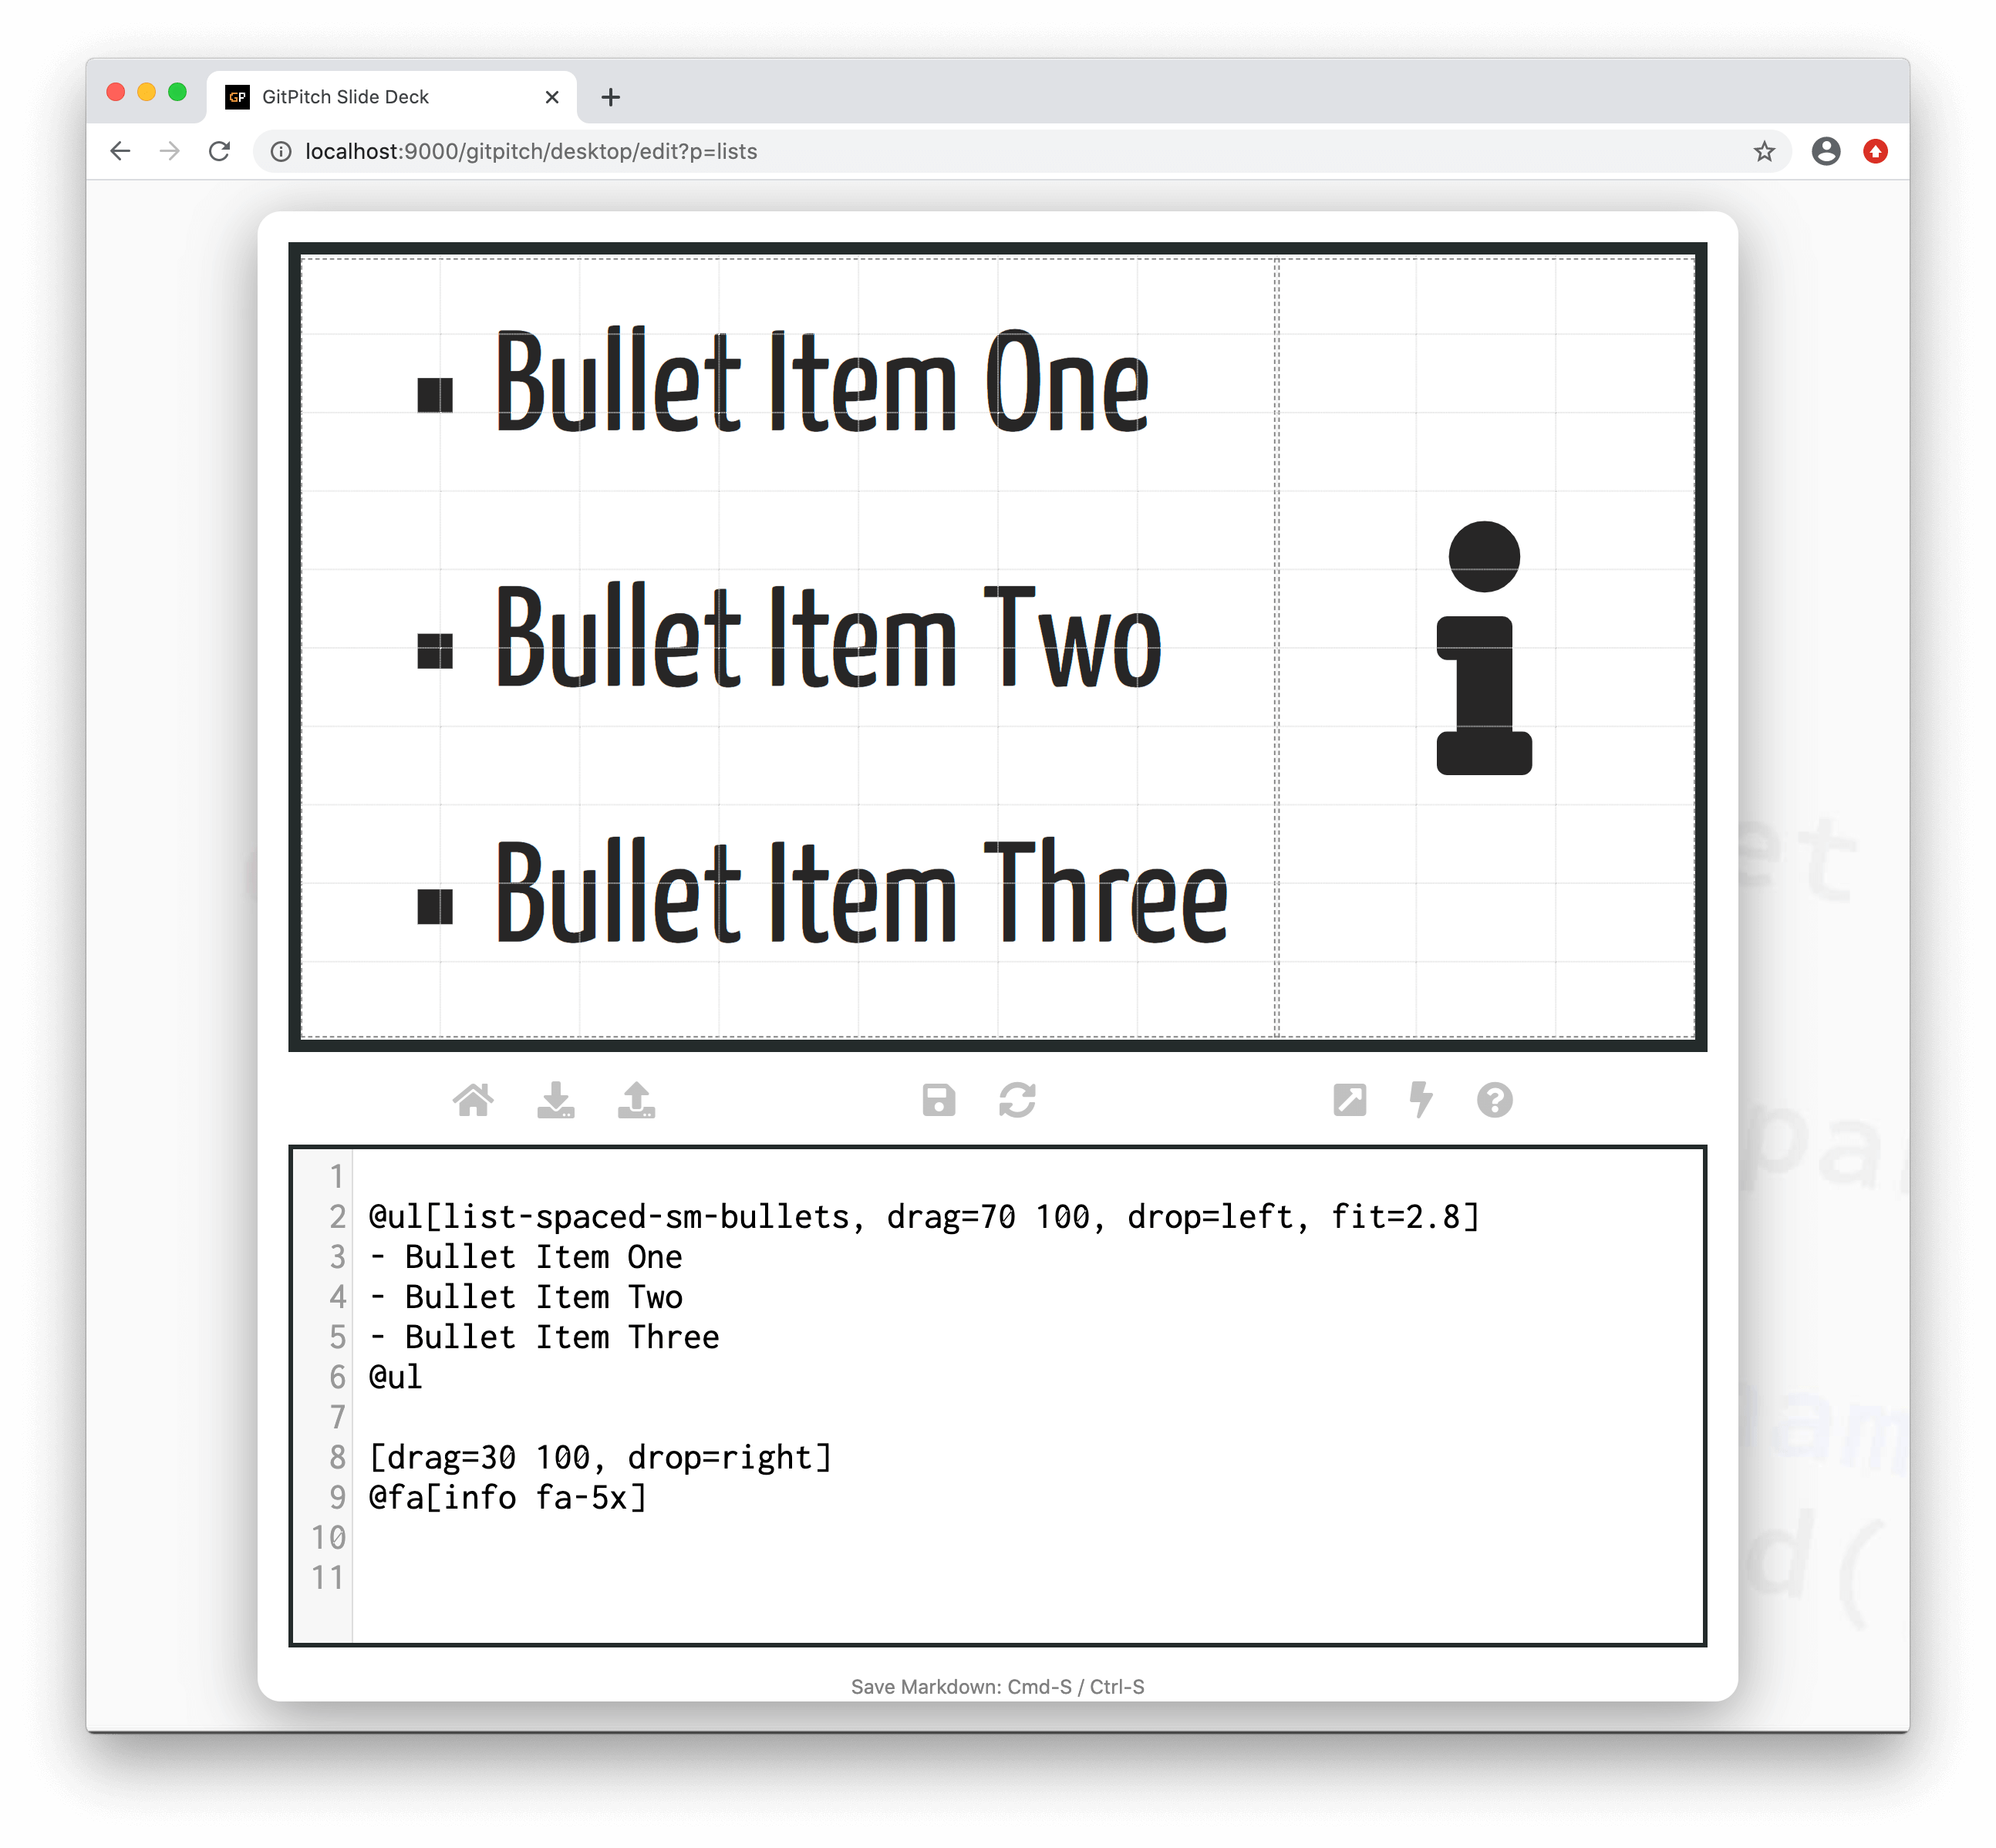 GP GitPitch Slide Deck
localhost:9000/gitpitch/desktop/edit?p=lists
▪ Bullet Item One
▪ Bullet Item Two
▪ Bullet Item Three
1
2 @ul[list-spaced-sm-bullets, drag=70 100, drop=left, fit=2.8]
3 - Bullet Item One
4 - Bullet Item Two
5 - Bullet Item Three
6 @ul
7
8 [drag=30 100, drop=right]
9 @fa[info fa-5x]
10
11
Save Markdown: Cmd-S / Ctrl-S